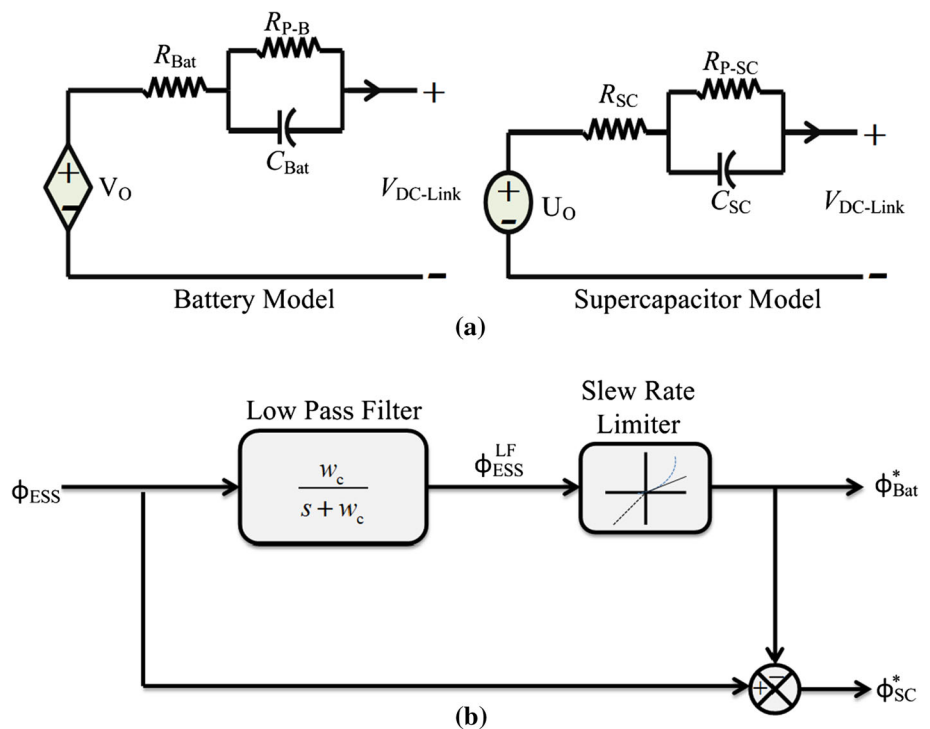 R_P-B
R_Bat
C_Bat
+
+
-
V_O
V_DC-Link
-
Battery Model
R_P-SC
R_SC
C_SC
+
+
-
U_O
V_DC-Link
-
Supercapacitor Model
(a)
Low Pass Filter
Slew Rate
Limiter
ϕ_ESS
w_c
s + w_c
ϕ_ESS^LF
ϕ*_Bat
+
−
ϕ*_SC
(b)